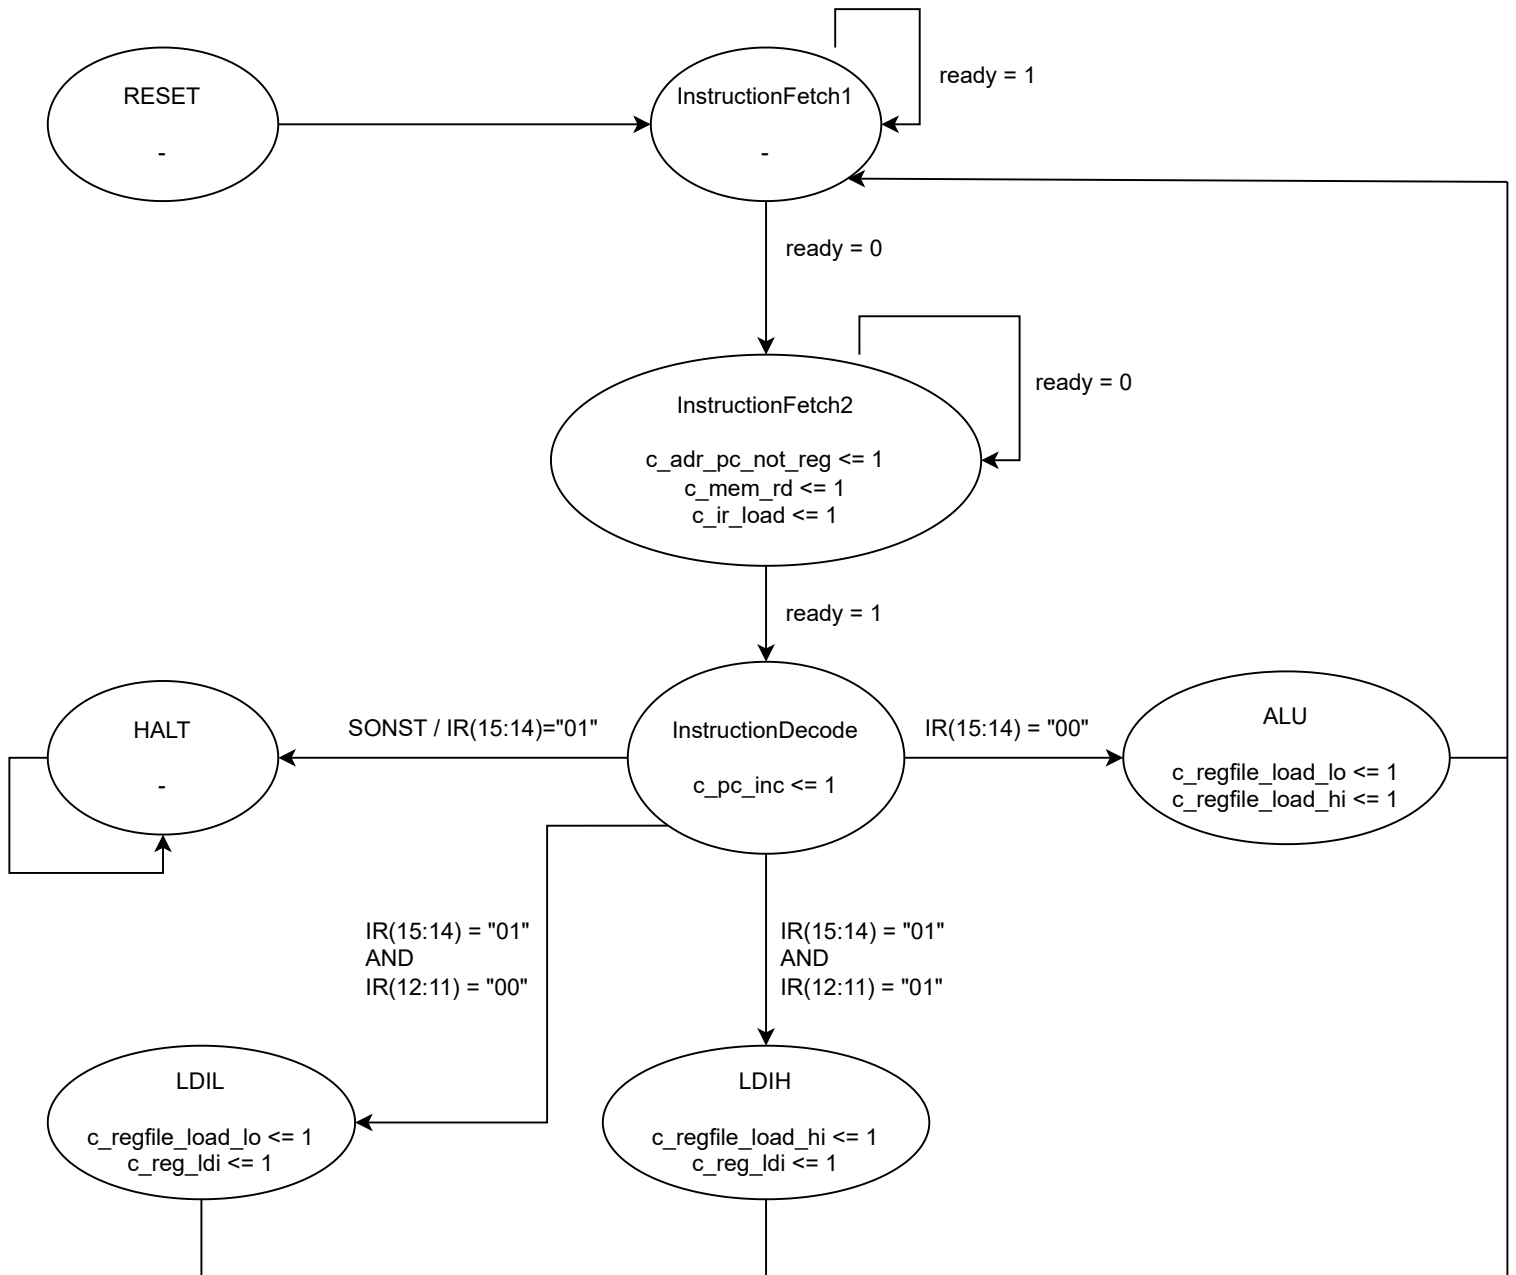 RESET
-
InstructionFetch1
-
ready = 1
ready = 0
InstructionFetch2
c_adr_pc_not_reg <= 1
c_mem_rd <= 1
c_ir_load <= 1
ready = 0
ready = 1
HALT
-
SONST / IR(15:14)="01"
InstructionDecode
c_pc_inc <= 1
IR(15:14) = "00"
ALU
c_regfile_load_lo <= 1
c_regfile_load_hi <= 1
IR(15:14) = "01"
AND
IR(12:11) = "00"
IR(15:14) = "01"
AND
IR(12:11) = "01"
LDIL
c_regfile_load_lo <= 1
c_reg_ldi <= 1
LDIH
c_regfile_load_hi <= 1
c_reg_ldi <= 1